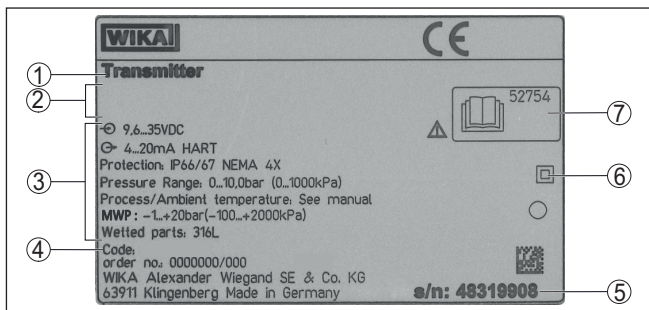 WIKAI
CE
① Transmitter
②
52754
⑦
9,6...35VDC
4...20mA HART
Protection: IP66/67 NEMA 4X
③
Pressure Range: 0...10,0bar (0...1000kPa)
⑥
Process/Ambient temperature: See manual
MWP: -1...+20bar(-100...+2000kPa)
Wetted parts: 316L
④ Code:
order no.: 0000000/000
WIKA Alexander Wiegand SE & Co. KG
63911 Klingenberg Made in Germany
s/n: 48319908 ⑤